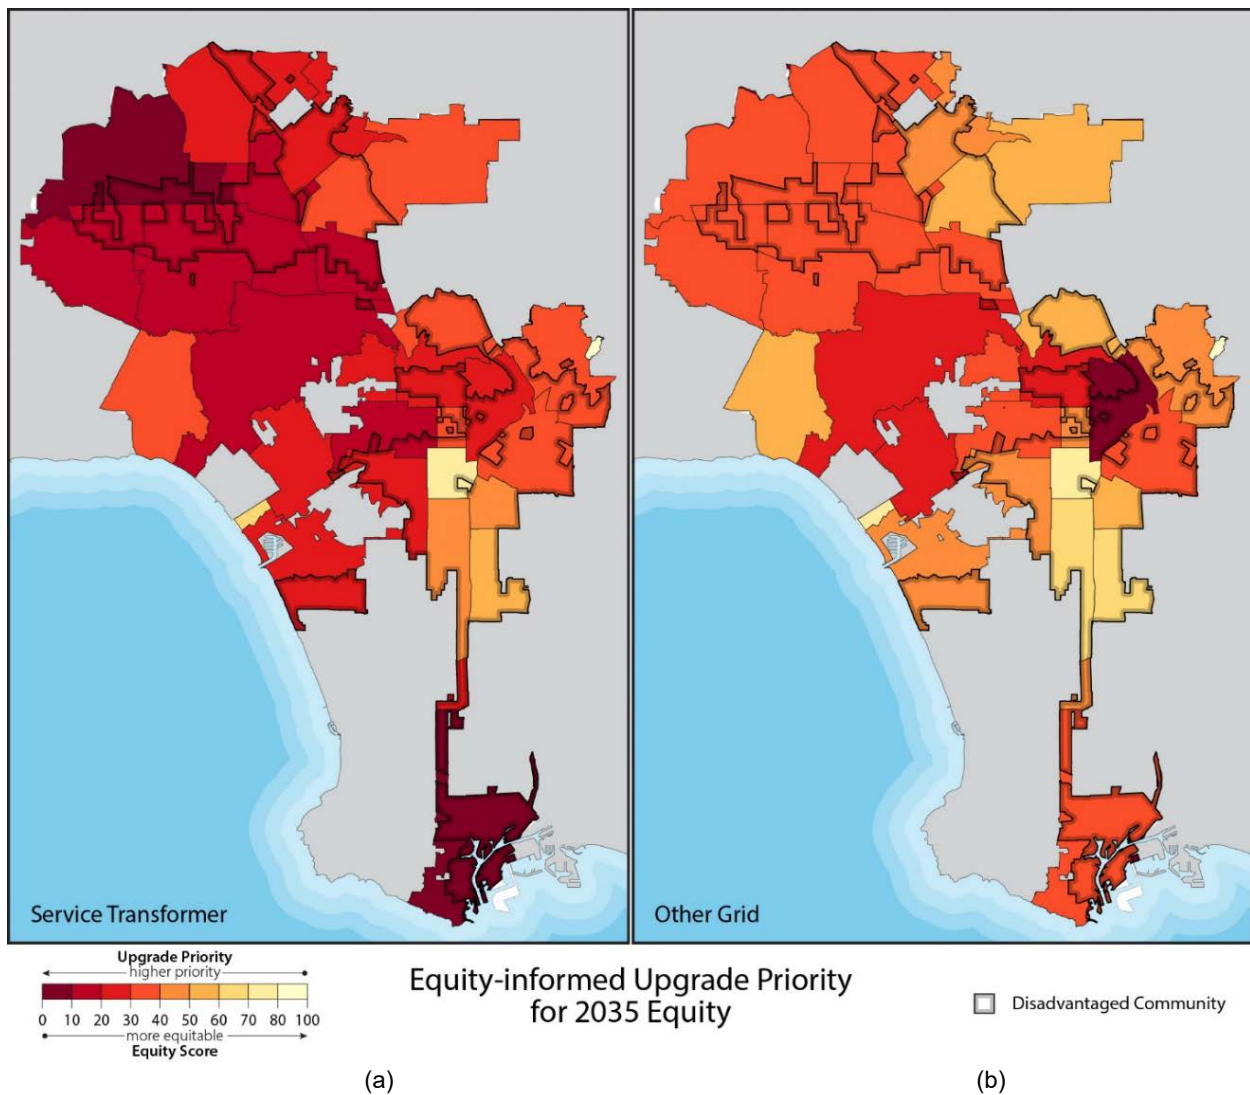 Service Transformer
Other Grid
Upgrade Priority
higher priority
0 10 20 30 40 50 60 70 80 100
more equitable
Equity Score
Equity-informed Upgrade Priority
for 2035 Equity
Disadvantaged Community
(a)
(b)